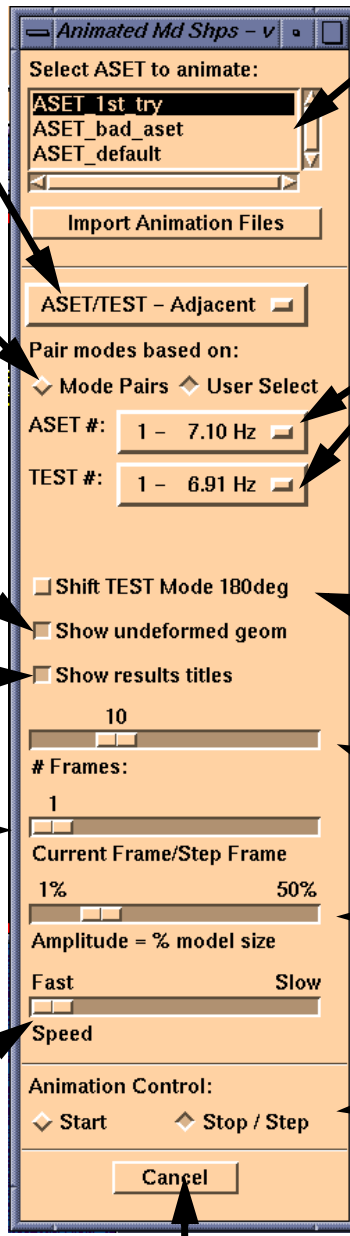 Animated Md Shps - v
Select ASET to animate:
ASET_1st_try
ASET_bad_aset
ASET_default
Import Animation Files
ASET/TEST - Adjacent
Pair modes based on:
Mode Pairs User Select
ASET #: 1 - 7.10 Hz
TEST #: 1 - 6.91 Hz
Shift TEST Mode 180deg
Show undeformed geom
Show results titles
10
# Frames:
1
Current Frame/Step Frame
1% 50%
Amplitude = % model size
Fast Slow
Speed
Animation Control:
Start Stop / Step
Cancel